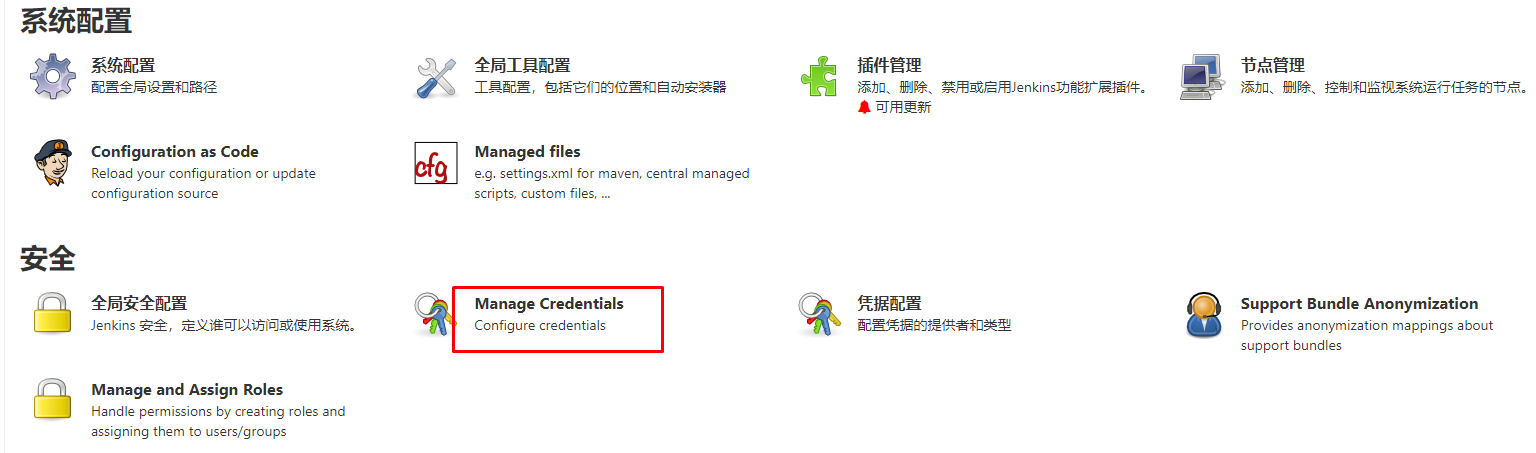 系统配置
系统配置
配置全局设置和路径
全局工具配置
工具配置，包括它们的位置和自动安装器
插件管理
添加、删除、禁用或启用Jenkins功能扩展插件。
可用更新
节点管理
添加、删除、控制和监视系统运行任务的节点。
Configuration as Code
Reload your configuration or update
configuration source
cfg
Managed files
e.g. settings.xml for maven, central managed
scripts, custom files, ...
安全
全局安全配置
Jenkins 安全，定义谁可以访问或使用系统。
Manage Credentials
Configure credentials
凭据配置
配置凭据的提供者和类型
Support Bundle Anonymization
Provides anonymization mappings about
support bundles
Manage and Assign Roles
Handle permissions by creating roles and
assigning them to users/groups